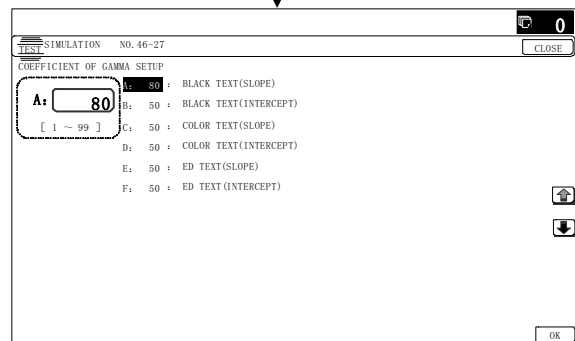 0
TEST SIMULATION NO.46-27
CLOSE
COEFFICIENT OF GAMMA SETUP
A: 80
[ 1 ~ 99 ]
A: 80 : BLACK TEXT(SLOPE)
B: 50 : BLACK TEXT(INTERCEPT)
C: 50 : COLOR TEXT(SLOPE)
D: 50 : COLOR TEXT(INTERCEPT)
E: 50 : ED TEXT(SLOPE)
F: 50 : ED TEXT(INTERCEPT)
OK